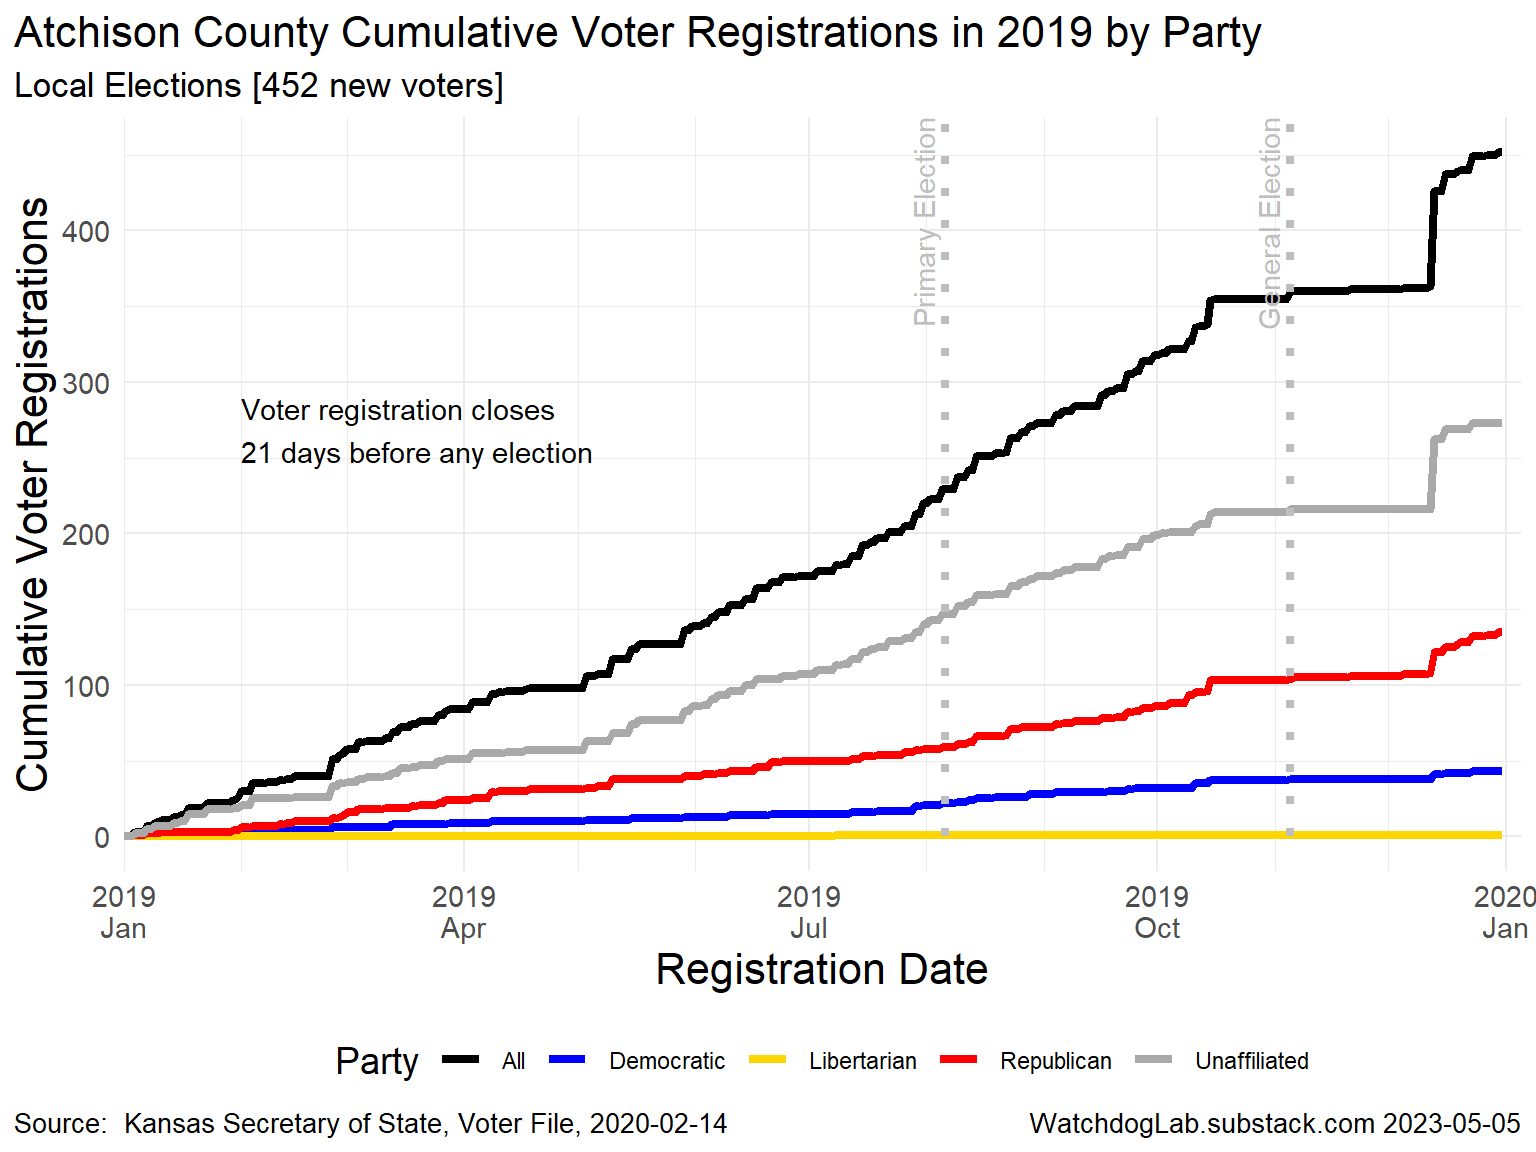 Atchison County Cumulative Voter Registrations in 2019 by Party
Local Elections [452 new voters]
Cumulative Voter Registrations
400
300
200
100
0
Primary Election
General Election
Voter registration closes
21 days before any election
2019 2019 2019 2019 2020
Jan Apr Jul Oct Jan
Registration Date
Party All Democratic Libertarian Republican Unaffiliated
Source:  Kansas Secretary of State, Voter File, 2020-02-14
WatchdogLab.substack.com 2023-05-05